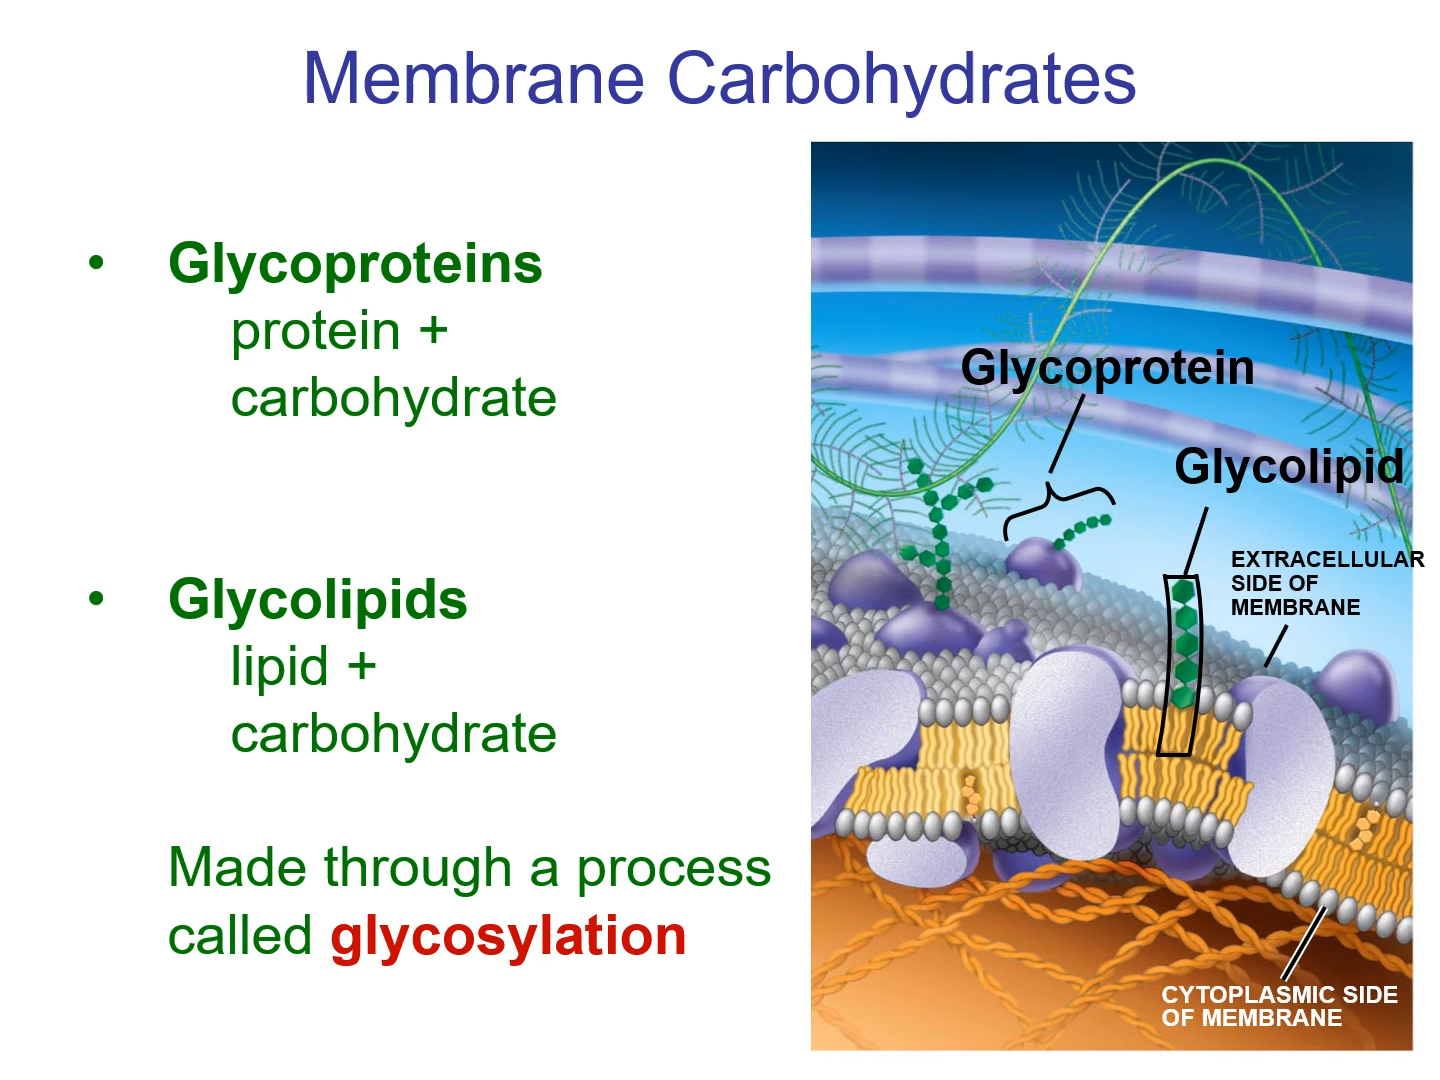 Membrane Carbohydrates
• Glycoproteins
protein +
carbohydrate
• Glycolipids
lipid +
carbohydrate
Made through a process
called glycosylation
Glycoprotein
Glycolipid
EXTRACELLULAR
SIDE OF
MEMBRANE
CYTOPLASMIC SIDE
OF MEMBRANE